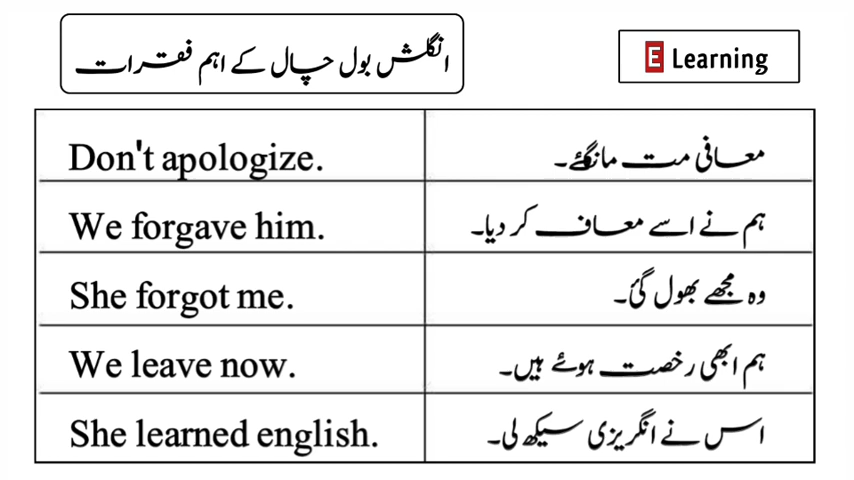 انگلش بول چال کے اہم فقرات
E Learning
Don't apologize.
معافی مت مانگئے۔
We forgave him.
ہم نے اسے معاف کر دیا۔
She forgot me.
وہ مجھے بھول گئ۔
We leave now.
ہم ابھی رخصت ہوئے ہیں۔
She learned english.
اس نے انگریزی سیکھ لی۔